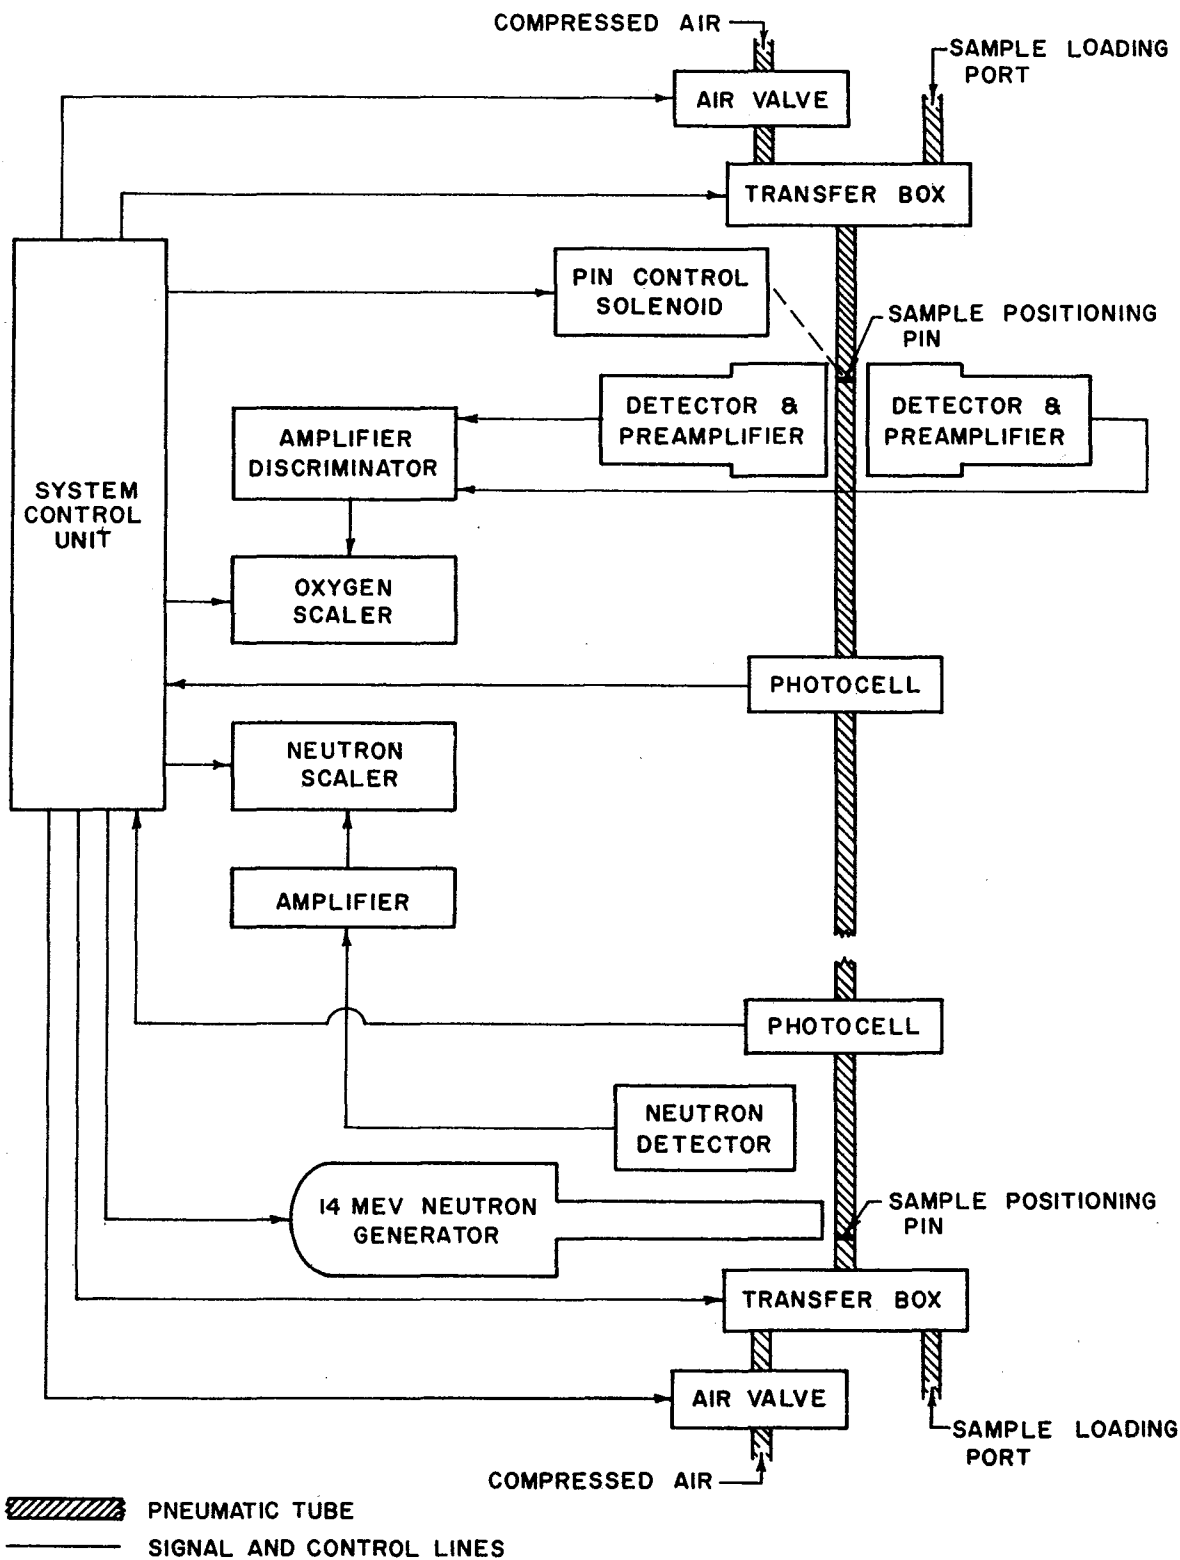 COMPRESSED AIR
SAMPLE LOADING
PORT
AIR VALVE
TRANSFER BOX
PIN CONTROL
SOLENOID
SAMPLE POSITIONING
PIN
DETECTOR &
PREAMPLIFIER
DETECTOR &
PREAMPLIFIER
AMPLIFIER
DISCRIMINATOR
SYSTEM
CONTROL
UNIT
OXYGEN
SCALER
PHOTOCELL
NEUTRON
SCALER
AMPLIFIER
PHOTOCELL
NEUTRON
DETECTOR
14 MEV NEUTRON
GENERATOR
SAMPLE POSITIONING
PIN
TRANSFER BOX
AIR VALVE
SAMPLE LOADING
PORT
COMPRESSED AIR
PNEUMATIC TUBE
SIGNAL AND CONTROL LINES